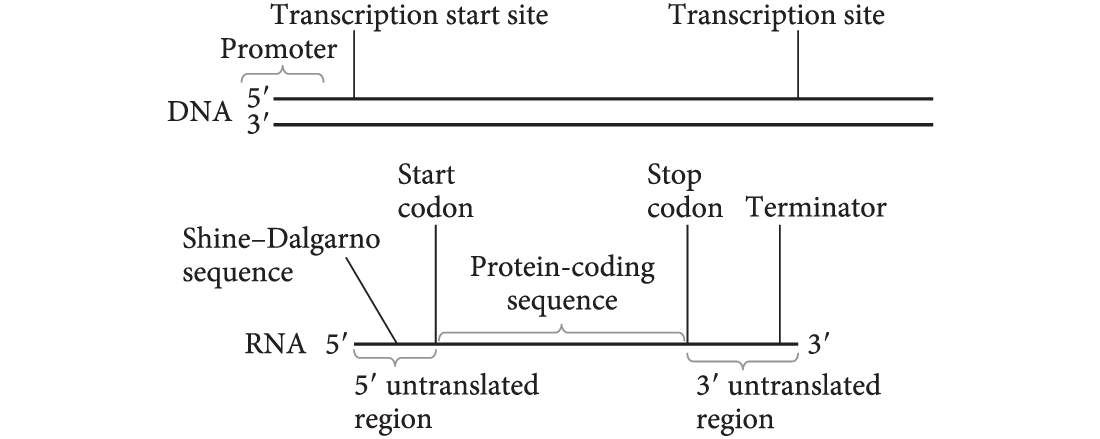 Transcription start site
Transcription site
Promoter
DNA
5′
3′
Start
codon
Stop
codon
Terminator
Shine–Dalgarno
sequence
Protein-coding
sequence
RNA 5′
3′
5′ untranslated
region
3′ untranslated
region